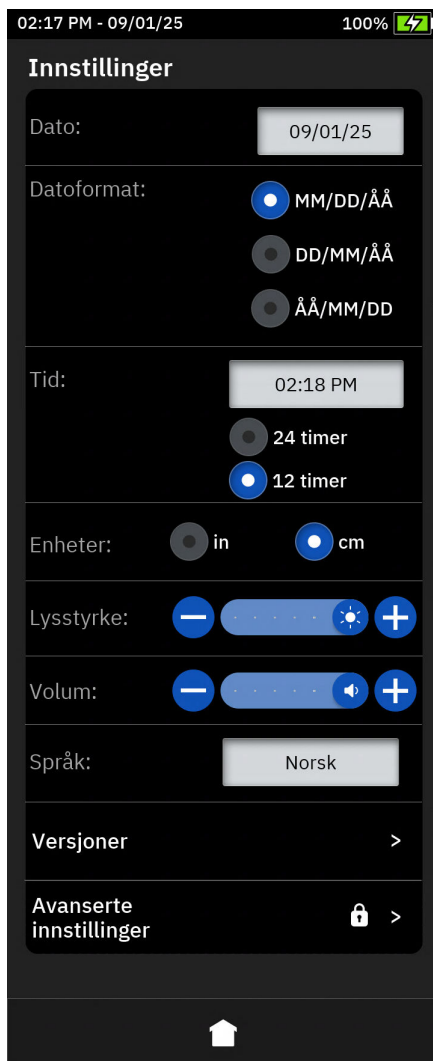 02:17 PM - 09/01/25 100%
Innstillinger
Dato: 09/01/25
Datoformat: MM/DD/ÅÅ
DD/MM/ÅÅ
ÅÅ/MM/DD
Tid: 02:18 PM
24 timer
12 timer
Enheter: in cm
Lysstyrke:
Volum:
Språk: Norsk
Versjoner >
Avanserte
innstillinger >